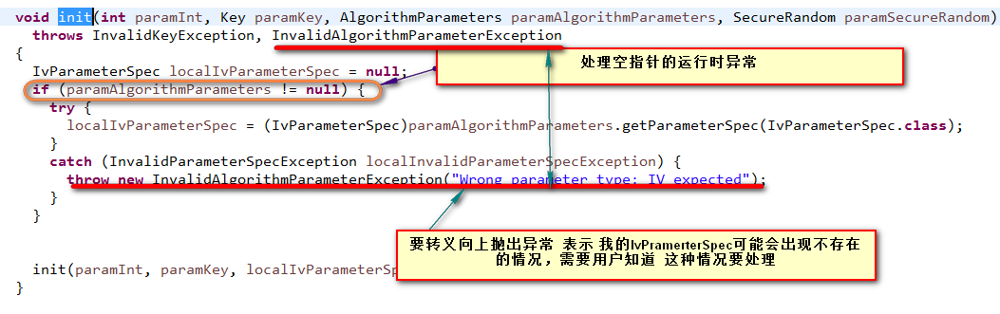 void init(int paramInt, Key paramKey, AlgorithmParameters paramAlgorithmParameters, SecureRandom paramSecureRandom)
throws InvalidKeyException, InvalidAlgorithmParameterException
{
处理空指针的运行时异常
IvParameterSpec localIvParameterSpec = null;
if (paramAlgorithmParameters != null) {
try {
localIvParameterSpec = (IvParameterSpec)paramAlgorithmParameters.getParameterSpec(IvParameterSpec.class);
}
catch (InvalidParameterSpecException localInvalidParameterSpecException) {
throw new InvalidAlgorithmParameterException("Wrong parameter type: IV expected");
}
}
要转义向上抛出异常 表示 我的IvPramerterSpec可能会出现不存在
的情况，需要用户知道 这种情况要处理
init(paramInt, paramKey, localIvParameterSp
}